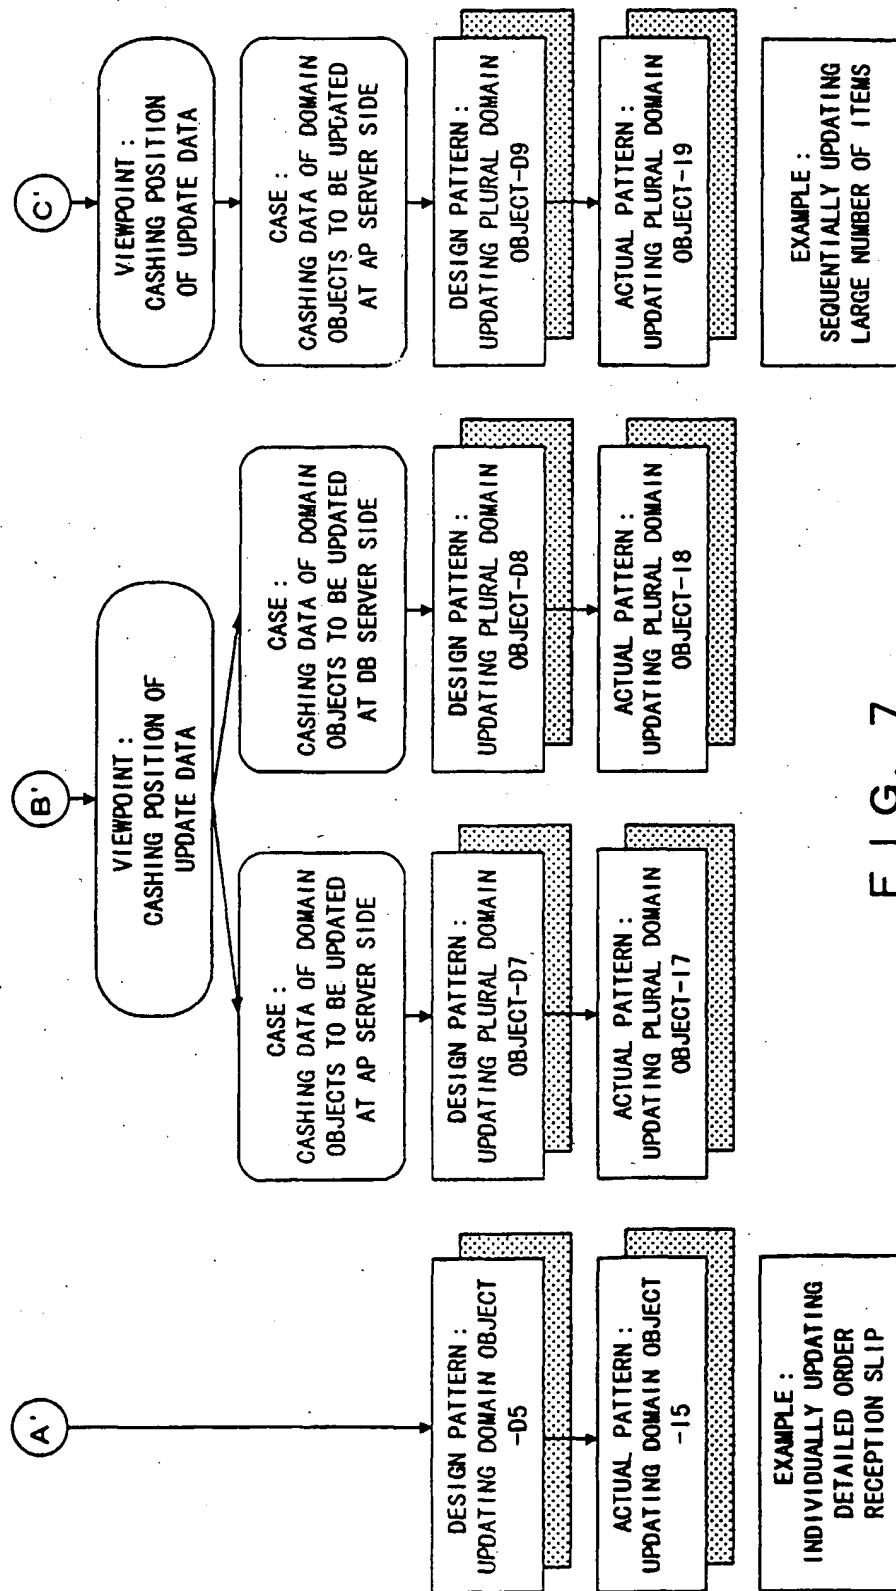 A'
DESIGN PATTERN :
UPDATING DOMAIN OBJECT
-D5
ACTUAL PATTERN :
UPDATING DOMAIN OBJECT
-I5
EXAMPLE :
INDIVIDUALLY UPDATING
DETAILED ORDER
RECEPTION SLIP
B'
VIEWPOINT :
CASHING POSITION OF
UPDATE DATA
CASE :
CASHING DATA OF DOMAIN
OBJECTS TO BE UPDATED
AT AP SERVER SIDE
DESIGN PATTERN :
UPDATING PLURAL DOMAIN
OBJECT-D7
ACTUAL PATTERN :
UPDATING PLURAL DOMAIN
OBJECT-I7
CASE :
CASHING DATA OF DOMAIN
OBJECTS TO BE UPDATED
AT DB SERVER SIDE
DESIGN PATTERN :
UPDATING PLURAL DOMAIN
OBJECT-D8
ACTUAL PATTERN :
UPDATING PLURAL DOMAIN
OBJECT-I8
C'
VIEWPOINT :
CASHING POSITION
OF UPDATE DATA
CASE :
CASHING DATA OF DOMAIN
OBJECTS TO BE UPDATED
AT AP SERVER SIDE
DESIGN PATTERN :
UPDATING PLURAL DOMAIN
OBJECT-D9
ACTUAL PATTERN :
UPDATING PLURAL DOMAIN
OBJECT-I9
EXAMPLE :
SEQUENTIALLY UPDATING
LARGE NUMBER OF ITEMS
FIG. 7